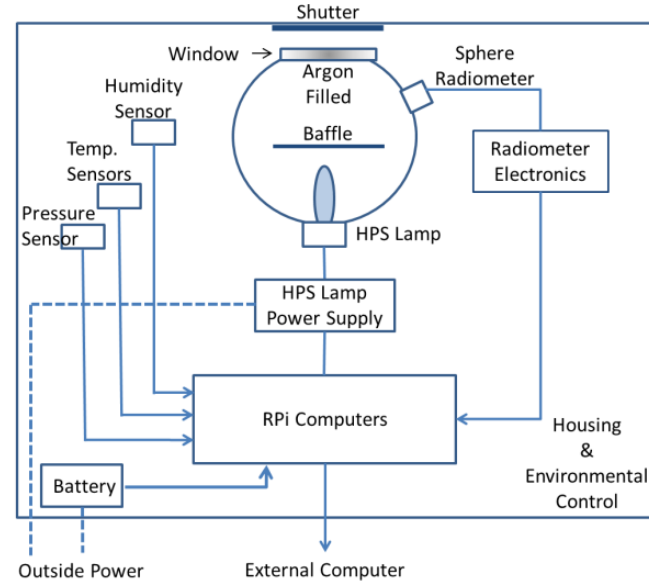 Shutter
Window
Argon
Filled
Sphere
Radiometer
Humidity
Sensor
Baffle
Temp.
Sensors
Radiometer
Electronics
Pressure
Sensor
HPS Lamp
HPS Lamp
Power Supply
RPi Computers
Housing
&
Environmental
Control
Battery
Outside Power
External Computer